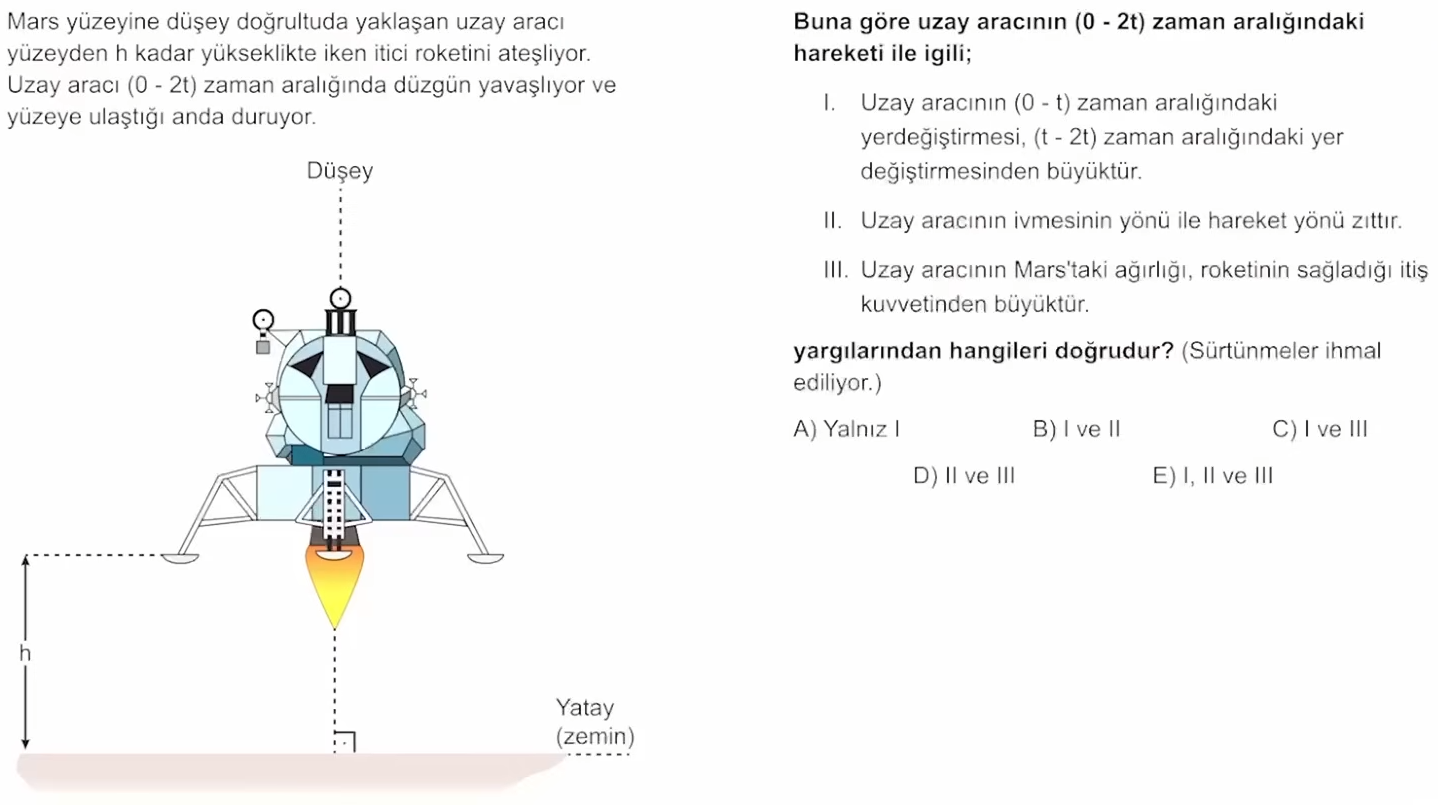 Mars yüzeyine düşey doğrultuda yaklaşan uzay aracı
yüzeyden h kadar yükseklikte iken itici roketini ateşliyor.
Uzay aracı (0 - 2t) zaman aralığında düzgün yavaşlıyor ve
yüzeye ulaştığı anda duruyor.
Düşey
h
Yatay
(zemin)
Buna göre uzay aracının (0 - 2t) zaman aralığındaki
hareketi ile igili;
I. Uzay aracının (0 - t) zaman aralığındaki
yerdeğiştirmesi, (t - 2t) zaman aralığındaki yer
değiştirmesinden büyüktür.
II. Uzay aracının ivmesinin yönü ile hareket yönü zıttır.
III. Uzay aracının Mars'taki ağırlığı, roketinin sağladığı itiş
kuvvetinden büyüktür.
yargılarından hangileri doğrudur? (Sürtünmeler ihmal
ediliyor.)
A) Yalnız I B) I ve II C) I ve III
D) II ve III E) I, II ve III